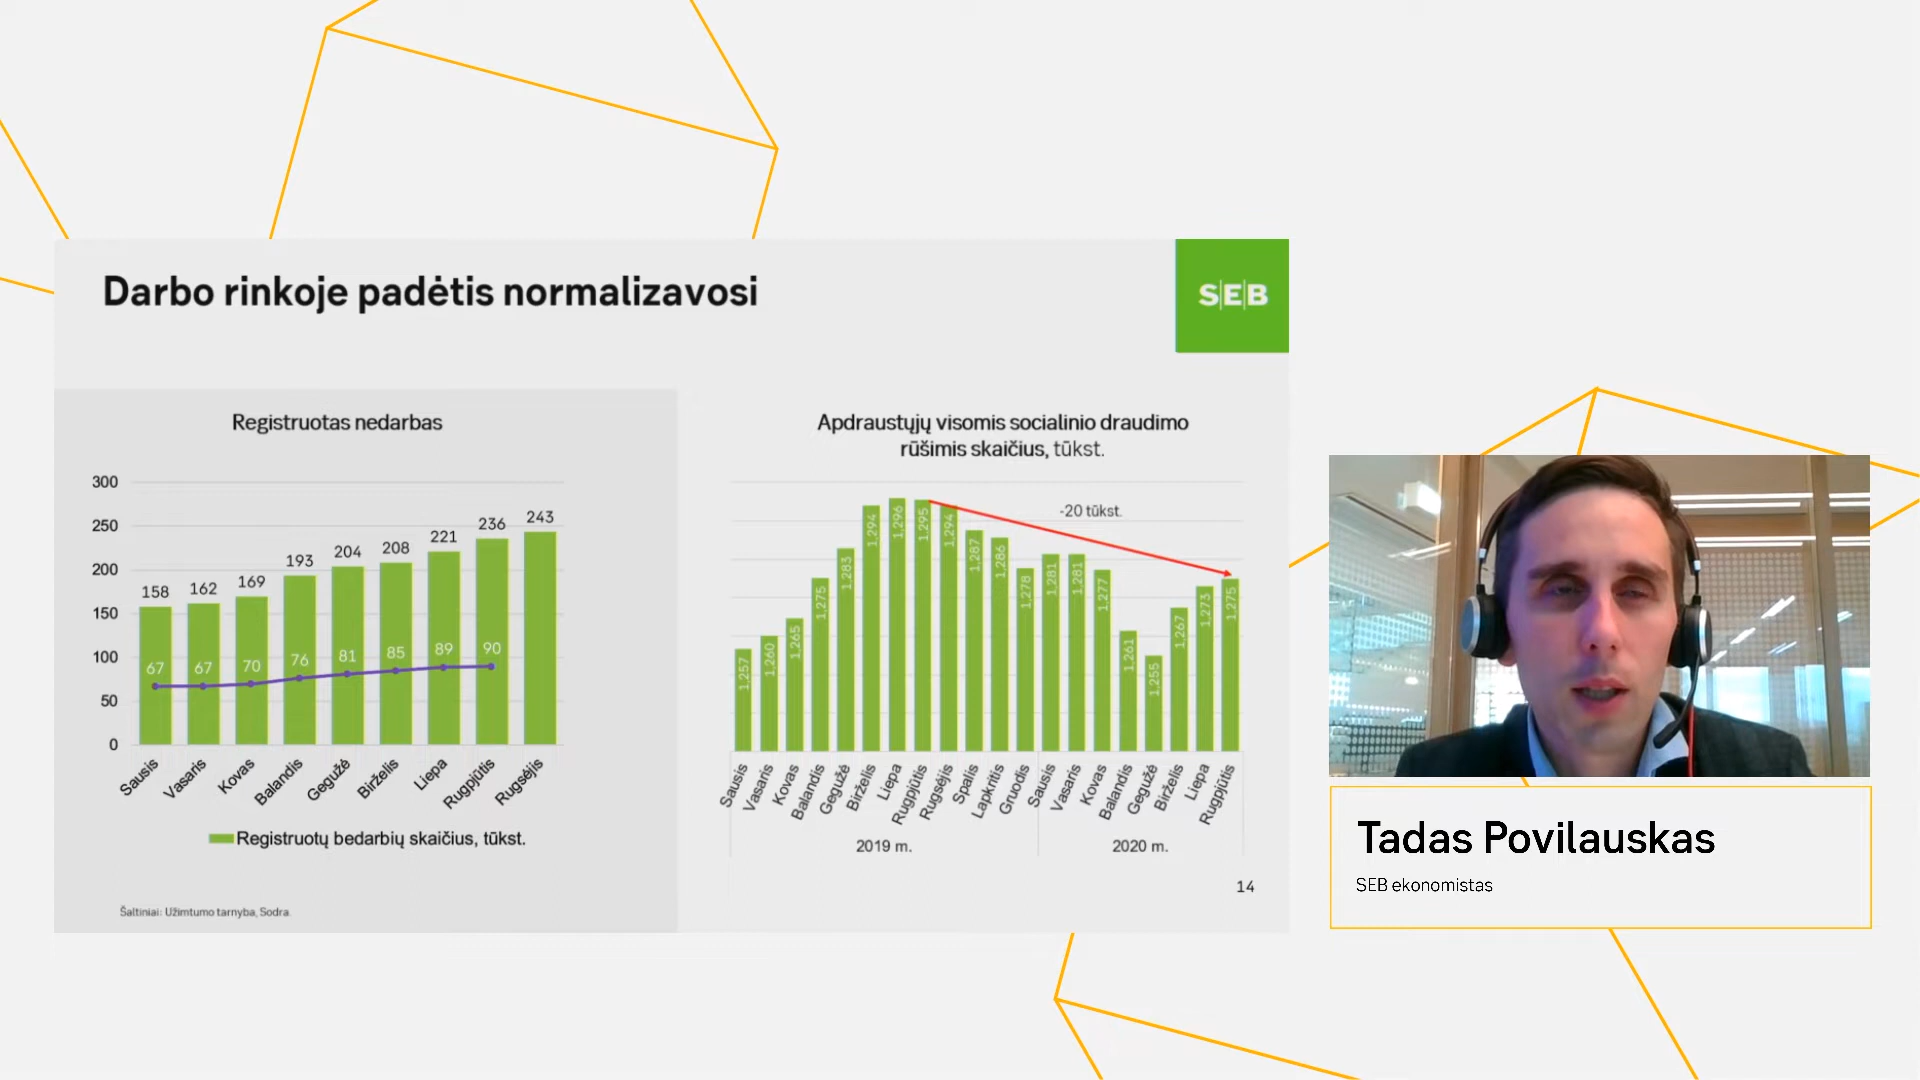 Darbo rinkoje padėtis normalizavosi
SEB
Registruotas nedarbas
300
250
200
150
100
50
0
158
162
169
193
204
208
221
236
243
67
67
70
76
81
85
89
90
Sausis
Vasaris
Kovas
Balandis
Gegužė
Birželis
Liepa
Rugpjūtis
Rugsėjis
Registruotų bedarbių skaičius, tūkst.
Šaltiniai: Užimtumo tarnyba, Sodra.
Apdraustųjų visomis socialinio draudimo
rūšimis skaičius, tūkst.
-20 tūkst.
1,257
1,260
1,265
1,275
1,283
1,294
1,296
1,295
1,294
1,287
1,286
1,278
1,281
1,281
1,277
1,261
1,255
1,267
1,273
1,275
Sausis
Vasaris
Kovas
Balandis
Gegužė
Birželis
Liepa
Rugpjūtis
Rugsėjis
Spalis
Lapkritis
Gruodis
Sausis
Vasaris
Kovas
Balandis
Gegužė
Birželis
Liepa
Rugpjūtis
2019 m.
2020 m.
14
Tadas Povilauskas
SEB ekonomistas